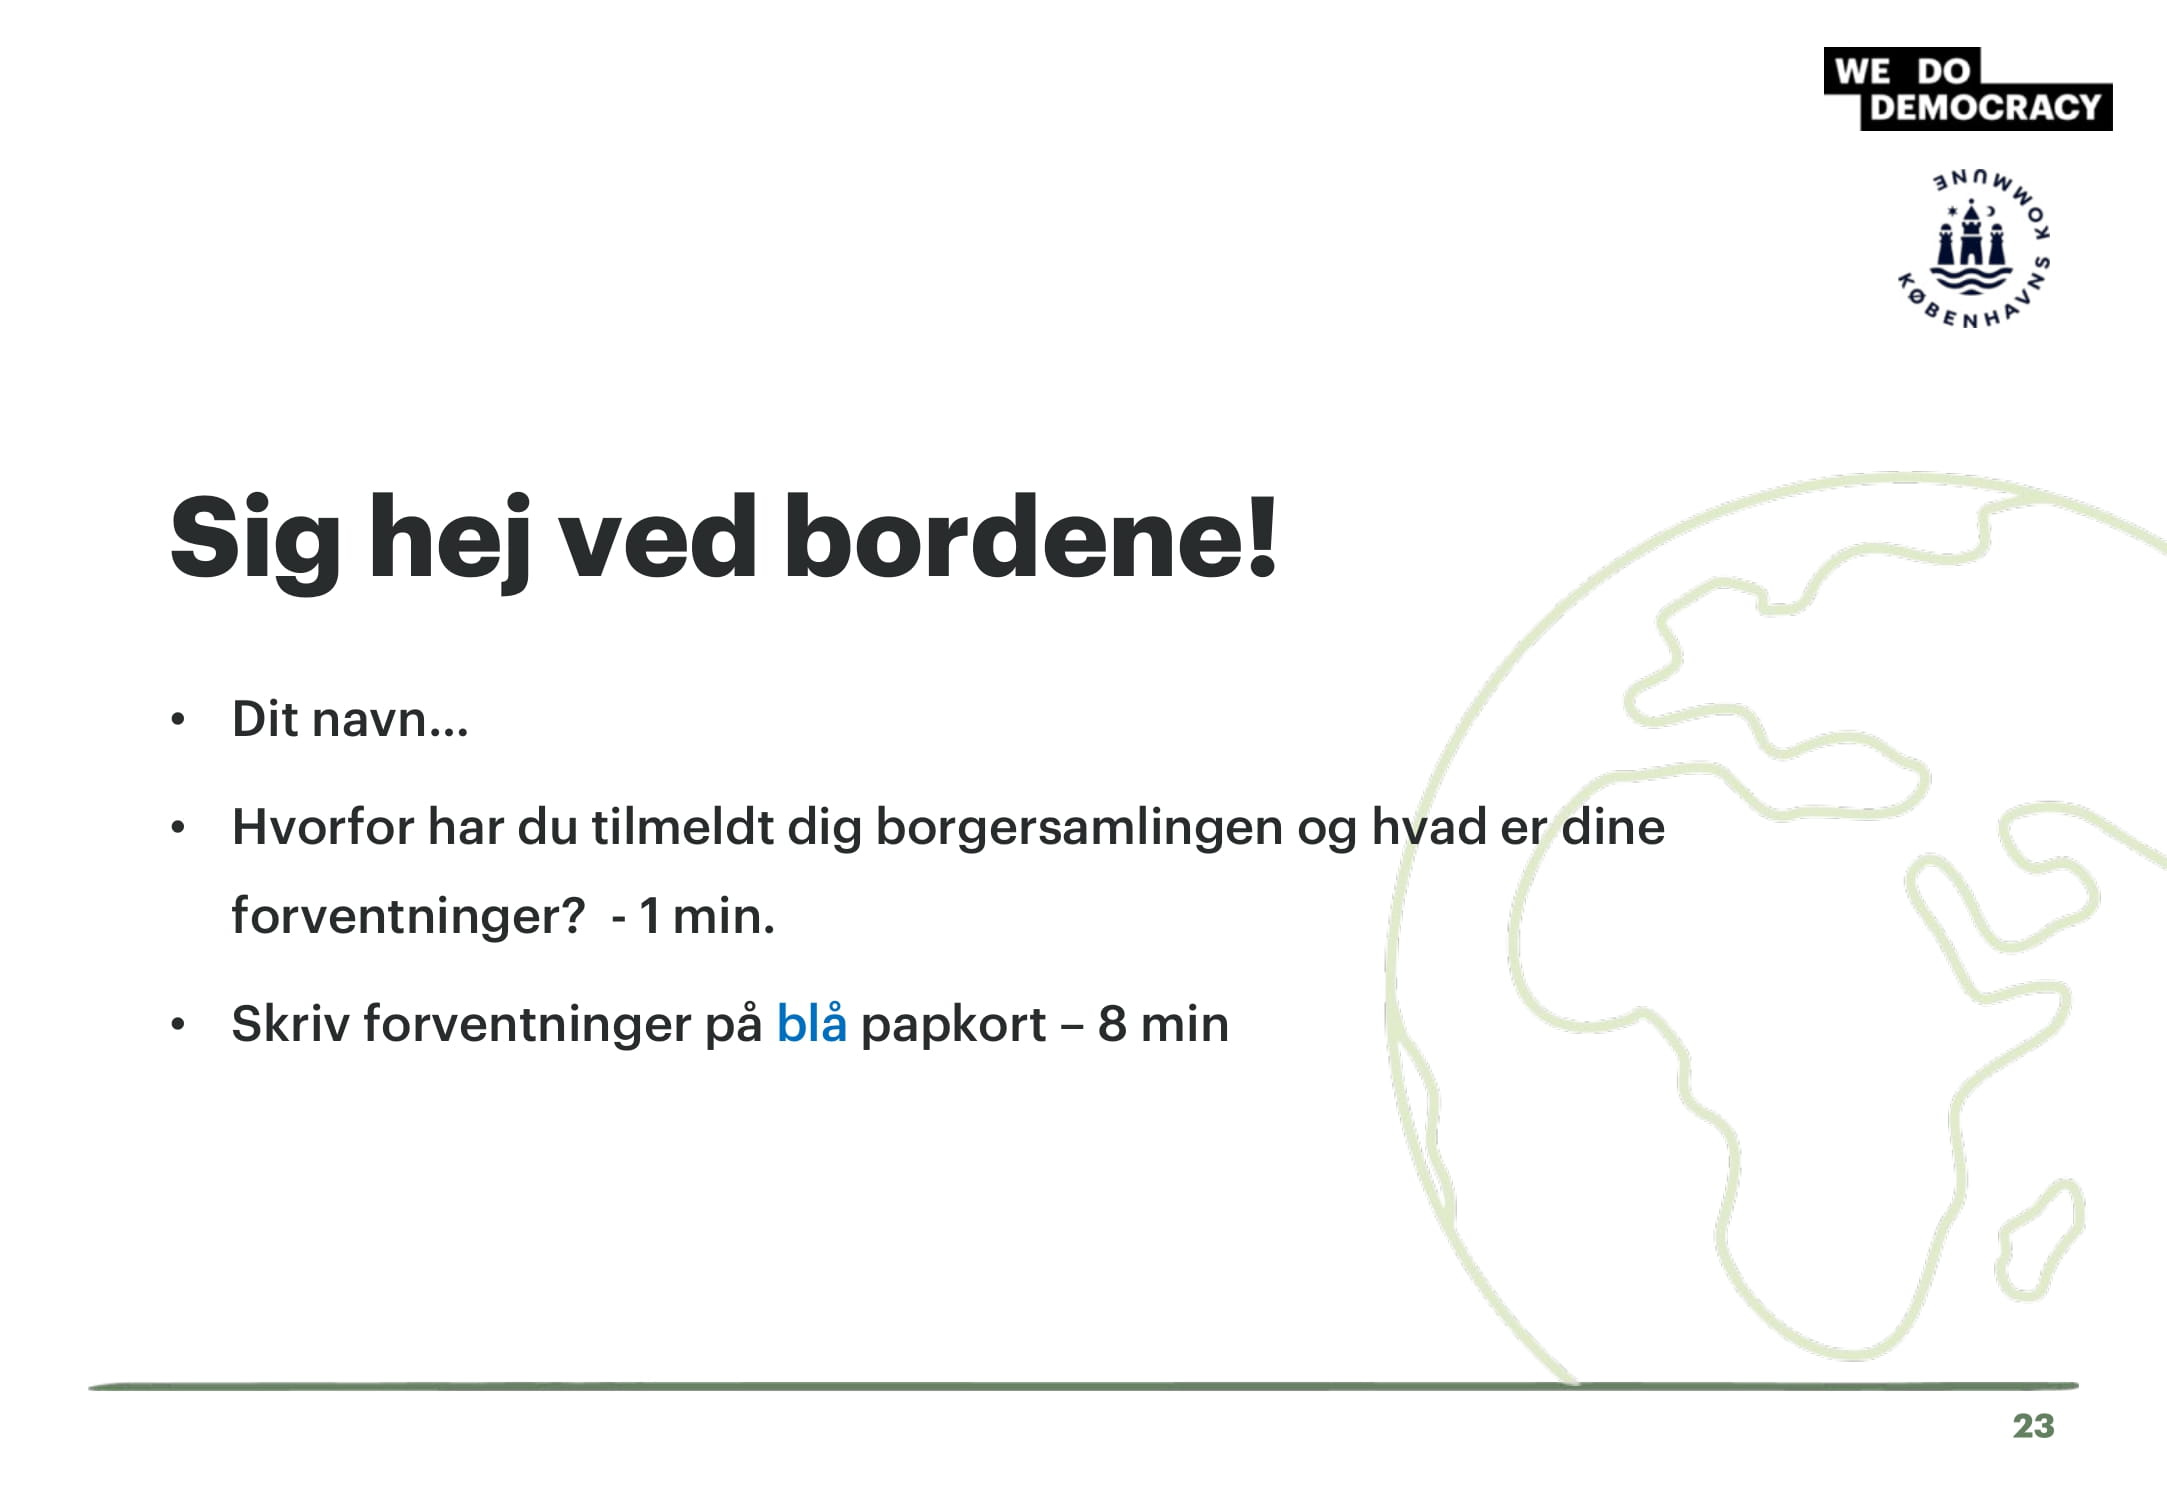 WE DO
DEMOCRACY
KØBENHAVNS KOMMUNE
Sig hej ved bordene!
• Dit navn...
• Hvorfor har du tilmeldt dig borgersamlingen og hvad er dine
forventninger?  - 1 min.
• Skriv forventninger på blå papkort – 8 min
23